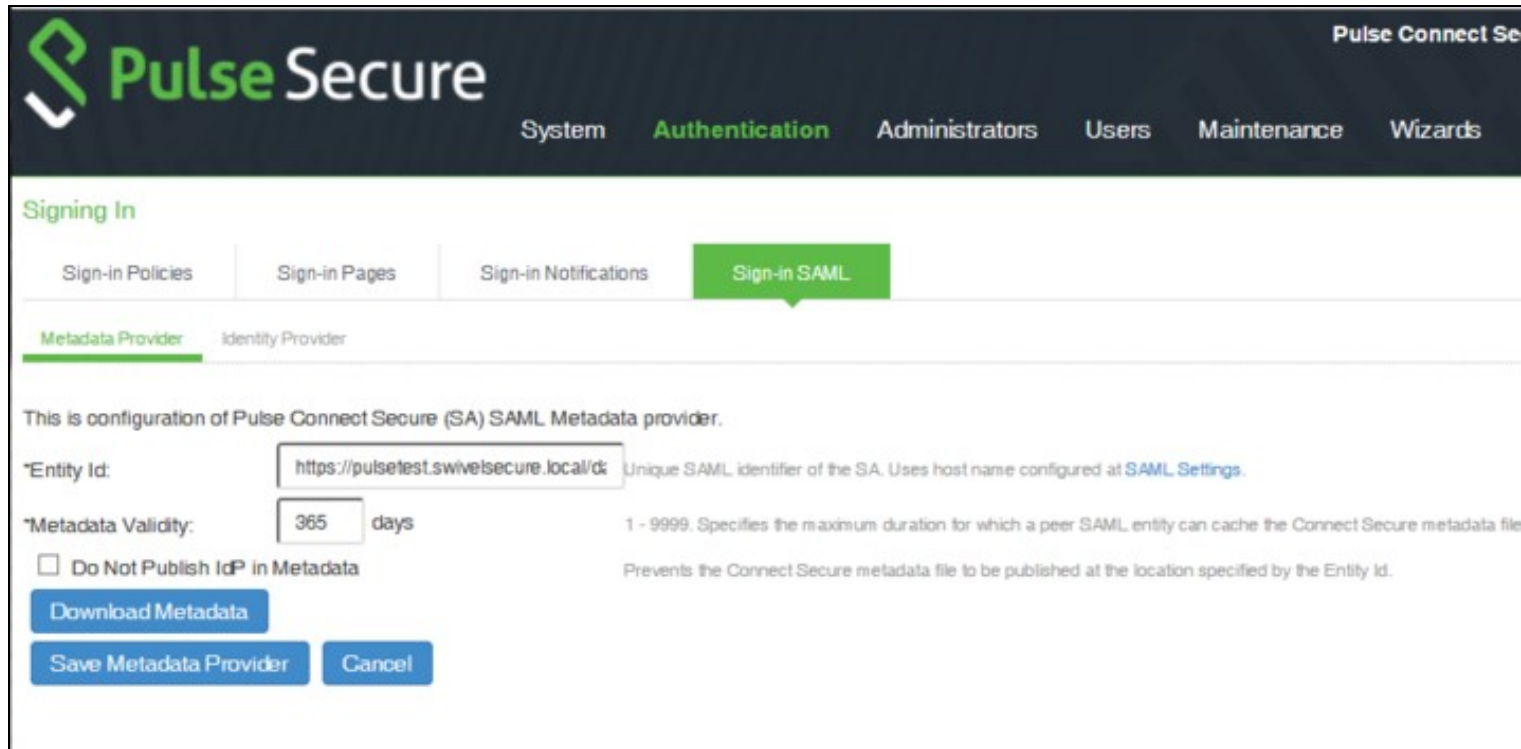 Pulse Connect Se
Pulse Secure
System Authentication Administrators Users Maintenance Wizards
Signing In
Sign-in Policies Sign-in Pages Sign-in Notifications Sign-in SAML
Metadata Provider Identity Provider
This is configuration of Pulse Connect Secure (SA) SAML Metadata provider.
*Entity Id: https://pulsetest.swivelsecure.local/da Unique SAML identifier of the SA. Uses host name configured at SAML Settings.
*Metadata Validity: 365 days 1 - 9999. Specifies the maximum duration for which a peer SAML entity can cache the Connect Secure metadata file
Do Not Publish IdP in Metadata Prevents the Connect Secure metadata file to be published at the location specified by the Entity Id.
Download Metadata
Save Metadata Provider Cancel